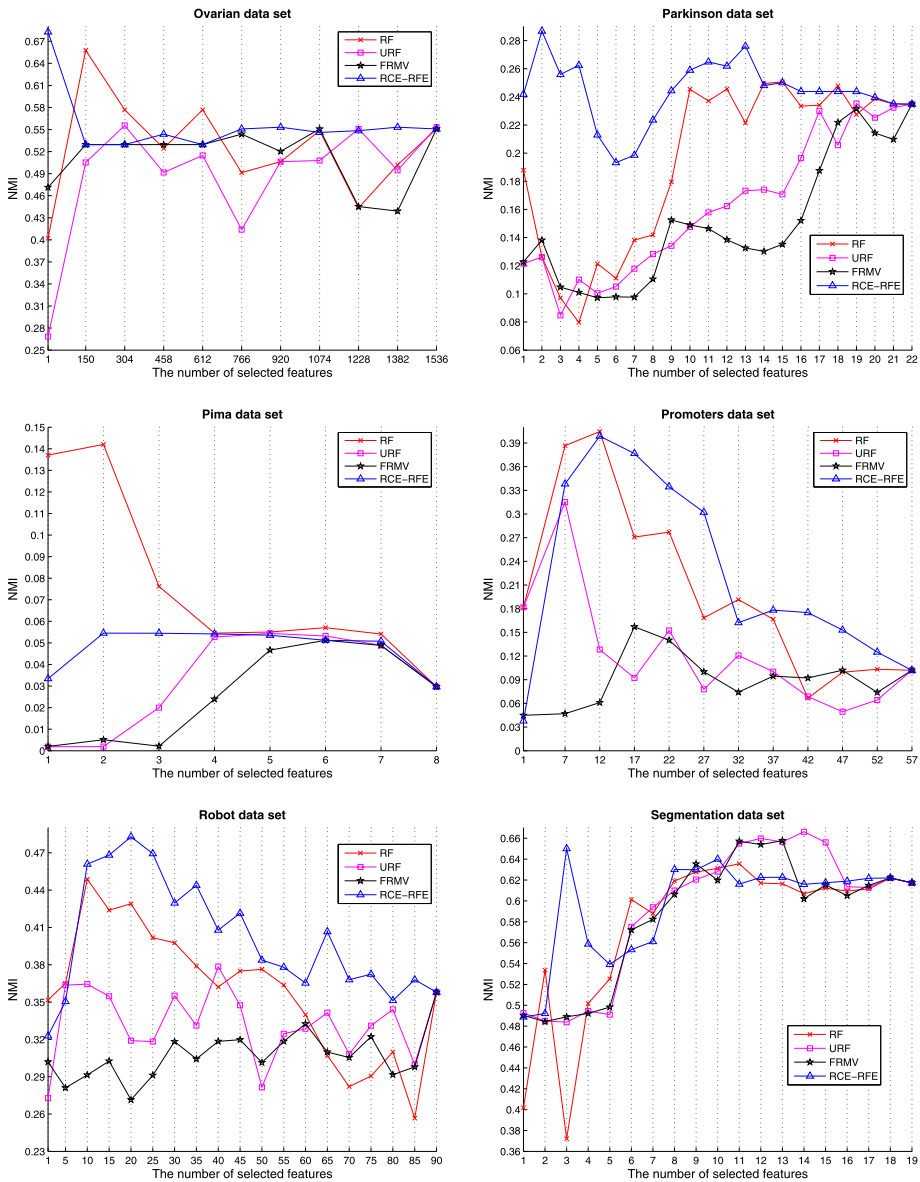 Ovarian data set
NMI
0.67
0.64
0.61
0.58
0.55
0.52
0.49
0.46
0.43
0.4
0.37
0.34
0.31
0.28
0.25
RF
URF
FRMV
RCE-RFE
1 150 304 458 612 766 920 1074 1228 1382 1536
The number of selected features
Parkinson data set
NMI
0.28
0.26
0.24
0.22
0.2
0.18
0.16
0.14
0.12
0.1
0.08
0.06
RF
URF
FRMV
RCE-RFE
1 2 3 4 5 6 7 8 9 10 11 12 13 14 15 16 17 18 19 20 21 22
The number of selected features
Pima data set
NMI
0.15
0.14
0.13
0.12
0.11
0.1
0.09
0.08
0.07
0.06
0.05
0.04
0.03
0.02
0.01
0
RF
URF
FRMV
RCE-RFE
1 2 3 4 5 6 7 8
The number of selected features
Promoters data set
NMI
0.39
0.36
0.33
0.3
0.27
0.24
0.21
0.18
0.15
0.12
0.09
0.06
0.03
0
RF
URF
FRMV
RCE-RFE
1 7 12 17 22 27 32 37 42 47 52 57
The number of selected features
Robot data set
NMI
0.47
0.44
0.41
0.38
0.35
0.32
0.29
0.26
0.23
RF
URF
FRMV
RCE-RFE
1 5 10 15 20 25 30 35 40 45 50 55 60 65 70 75 80 85 90
The number of selected features
Segmentation data set
NMI
0.66
0.64
0.62
0.6
0.58
0.56
0.54
0.52
0.5
0.48
0.46
0.44
0.42
0.4
0.38
0.36
RF
URF
FRMV
RCE-RFE
1 2 3 4 5 6 7 8 9 10 11 12 13 14 15 16 17 18 19
The number of selected features